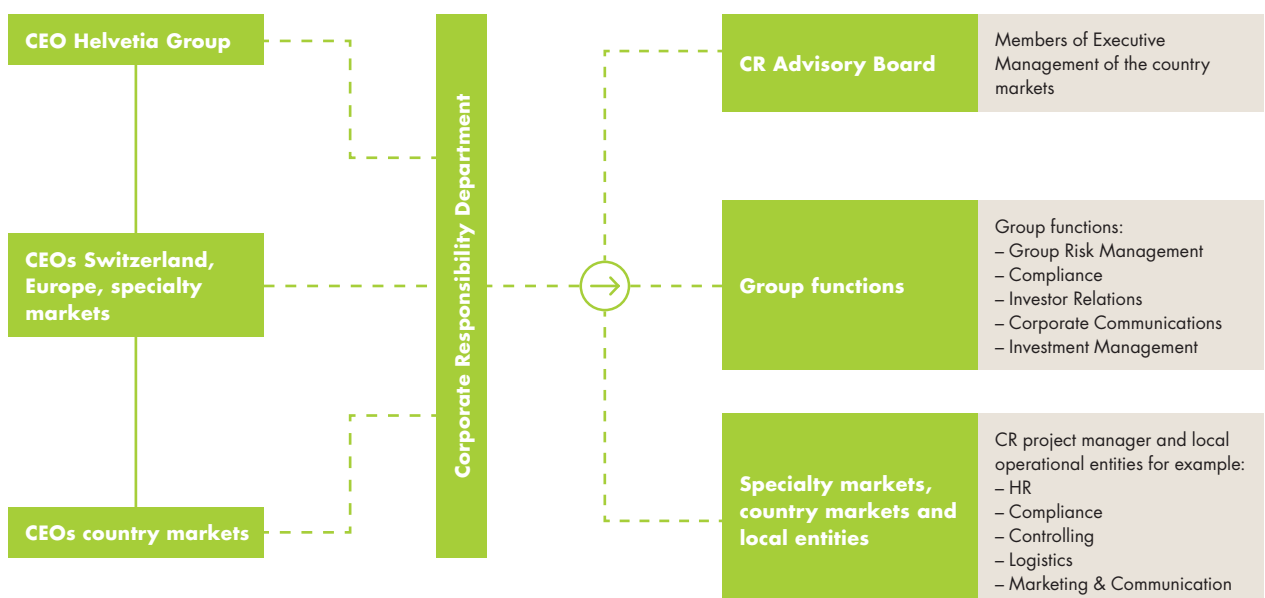 CEO Helvetia Group
CEOs Switzerland,
Europe, specialty
markets
CEOs country markets
Corporate Responsibility Department
CR Advisory Board
Members of Executive
Management of the country
markets
Group functions
Group functions:
– Group Risk Management
– Compliance
– Investor Relations
– Corporate Communications
– Investment Management
Specialty markets,
country markets and
local entities
CR project manager and local
operational entities for example:
– HR
– Compliance
– Controlling
– Logistics
– Marketing & Communication